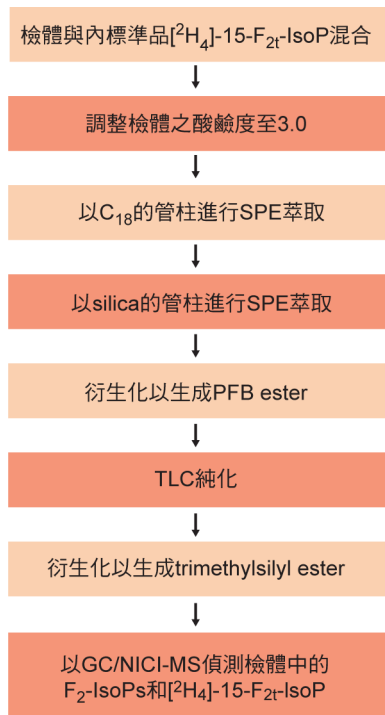 檢體與內標準品[²H₄]-15-F₂ₜ-IsoP混合
調整檢體之酸鹼度至3.0
以C₁₈的管柱進行SPE萃取
以silica的管柱進行SPE萃取
衍生化以生成PFB ester
TLC純化
衍生化以生成trimethylsilyl ester
以GC/NICI-MS偵測檢體中的
F₂-IsoPs和[²H₄]-15-F₂ₜ-IsoP